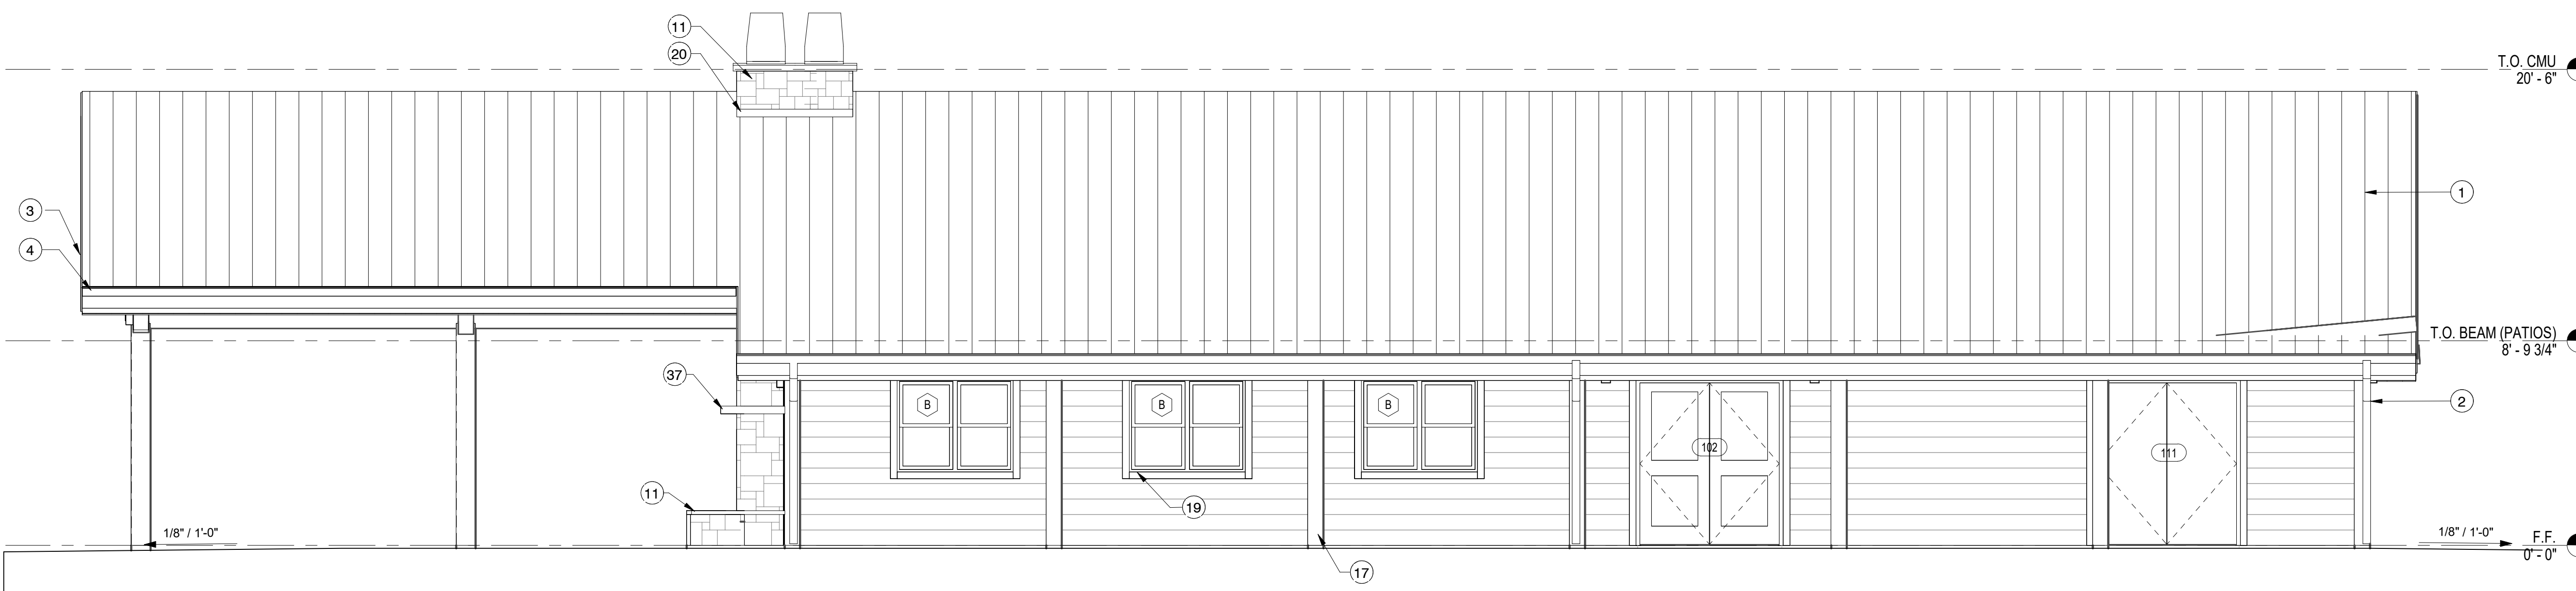 11
20
T.O. CMU
20' - 6"
1
3
4
T.O. BEAM (PATIOS)
8' - 9 3/4"
37
B
B
B
2
102
111
11
19
1/8" / 1'-0"
1/8" / 1'-0"
F.F.
0' - 0"
17